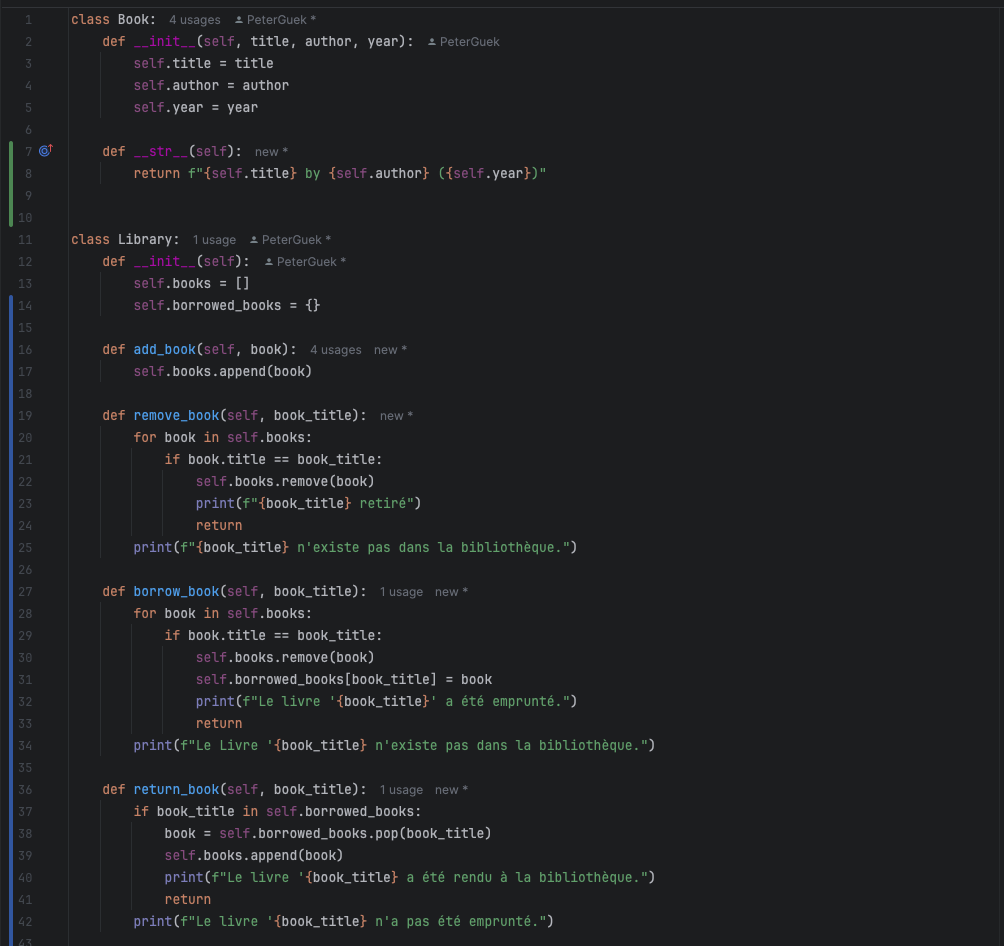 1 class Book: 4 usages PeterGuek *
2     def __init__(self, title, author, year): PeterGuek
3         self.title = title
4         self.author = author
5         self.year = year
6
7     def __str__(self): new *
8         return f"{self.title} by {self.author} ({self.year})"
9
10
11 class Library: 1 usage PeterGuek *
12     def __init__(self): PeterGuek *
13         self.books = []
14         self.borrowed_books = {}
15
16     def add_book(self, book): 4 usages new *
17         self.books.append(book)
18
19     def remove_book(self, book_title): new *
20         for book in self.books:
21             if book.title == book_title:
22                 self.books.remove(book)
23                 print(f"{book_title} retiré")
24                 return
25         print(f"{book_title} n'existe pas dans la bibliothèque.")
26
27     def borrow_book(self, book_title): 1 usage new *
28         for book in self.books:
29             if book.title == book_title:
30                 self.books.remove(book)
31                 self.borrowed_books[book_title] = book
32                 print(f"Le livre '{book_title}' a été emprunté.")
33                 return
34         print(f"Le Livre '{book_title} n'existe pas dans la bibliothèque.")
35
36     def return_book(self, book_title): 1 usage new *
37         if book_title in self.borrowed_books:
38             book = self.borrowed_books.pop(book_title)
39             self.books.append(book)
40             print(f"Le livre '{book_title} a été rendu à la bibliothèque.")
41             return
42         print(f"Le livre '{book_title} n'a pas été emprunté.")
43